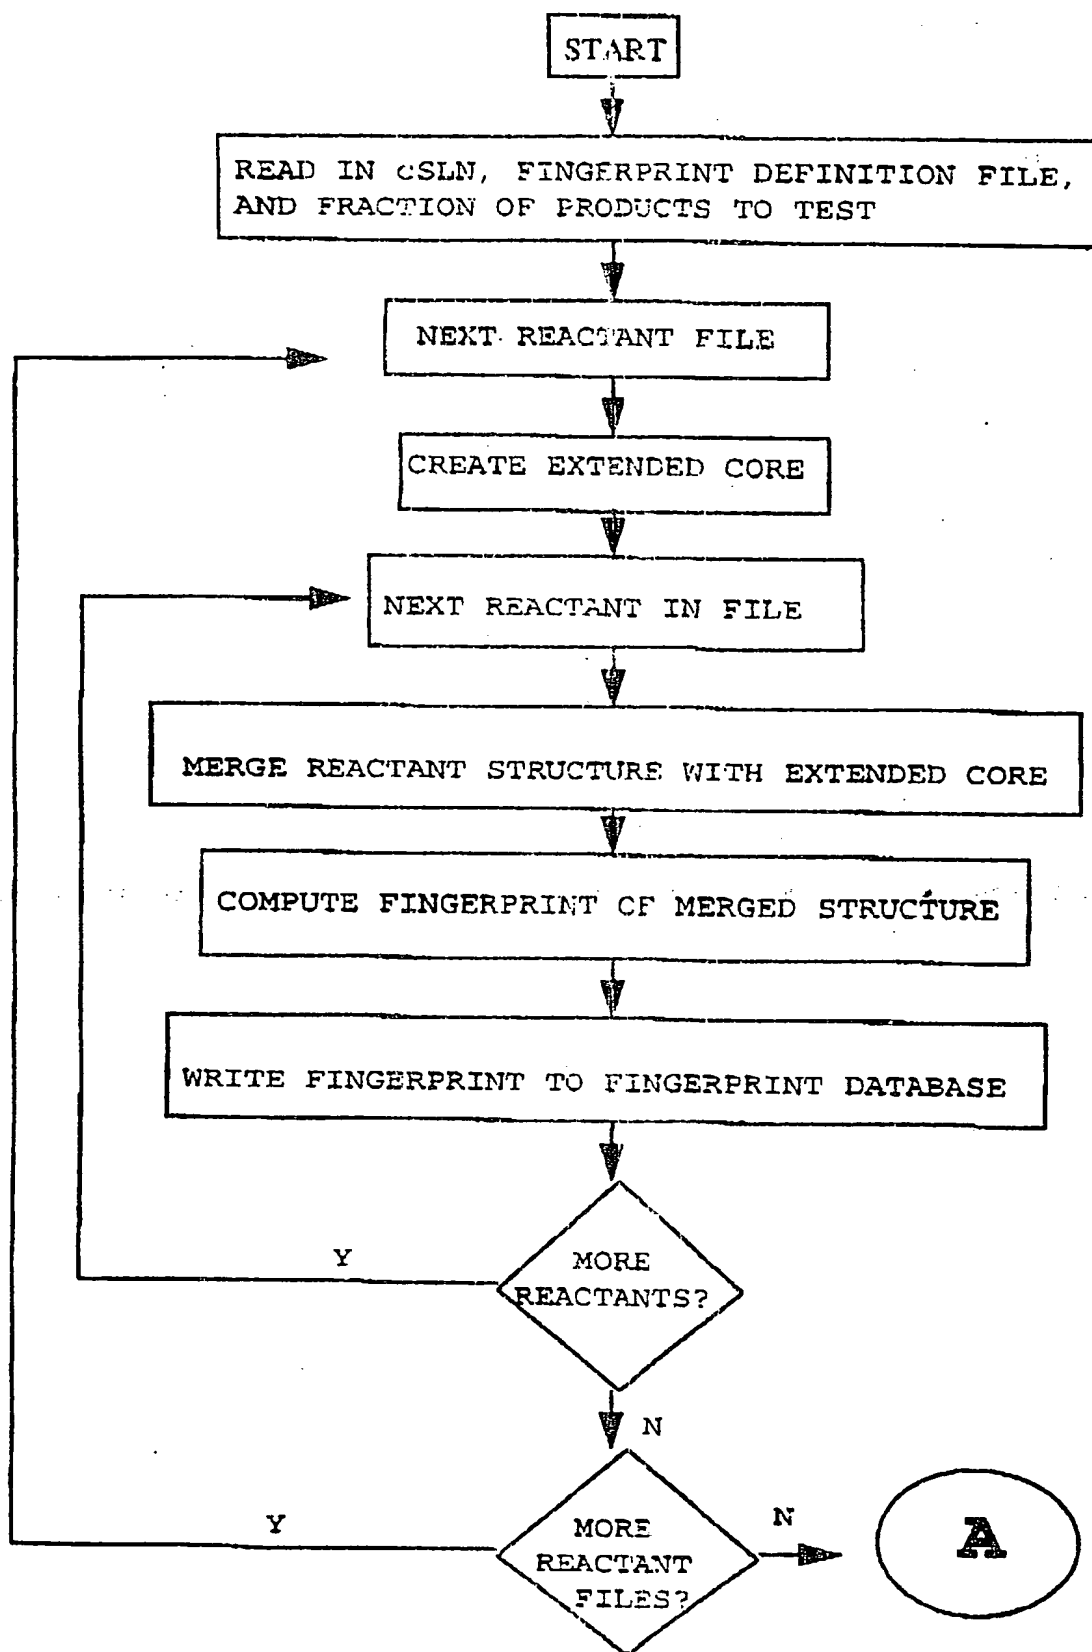 START
READ IN cSLN, FINGERPRINT DEFINITION FILE,
AND FRACTION OF PRODUCTS TO TEST
NEXT REACTANT FILE
CREATE EXTENDED CORE
NEXT REACTANT IN FILE
MERGE REACTANT STRUCTURE WITH EXTENDED CORE
COMPUTE FINGERPRINT OF MERGED STRUCTURE
WRITE FINGERPRINT TO FINGERPRINT DATABASE
Y
MORE
REACTANTS?
N
Y
MORE
REACTANT
FILES?
N
A